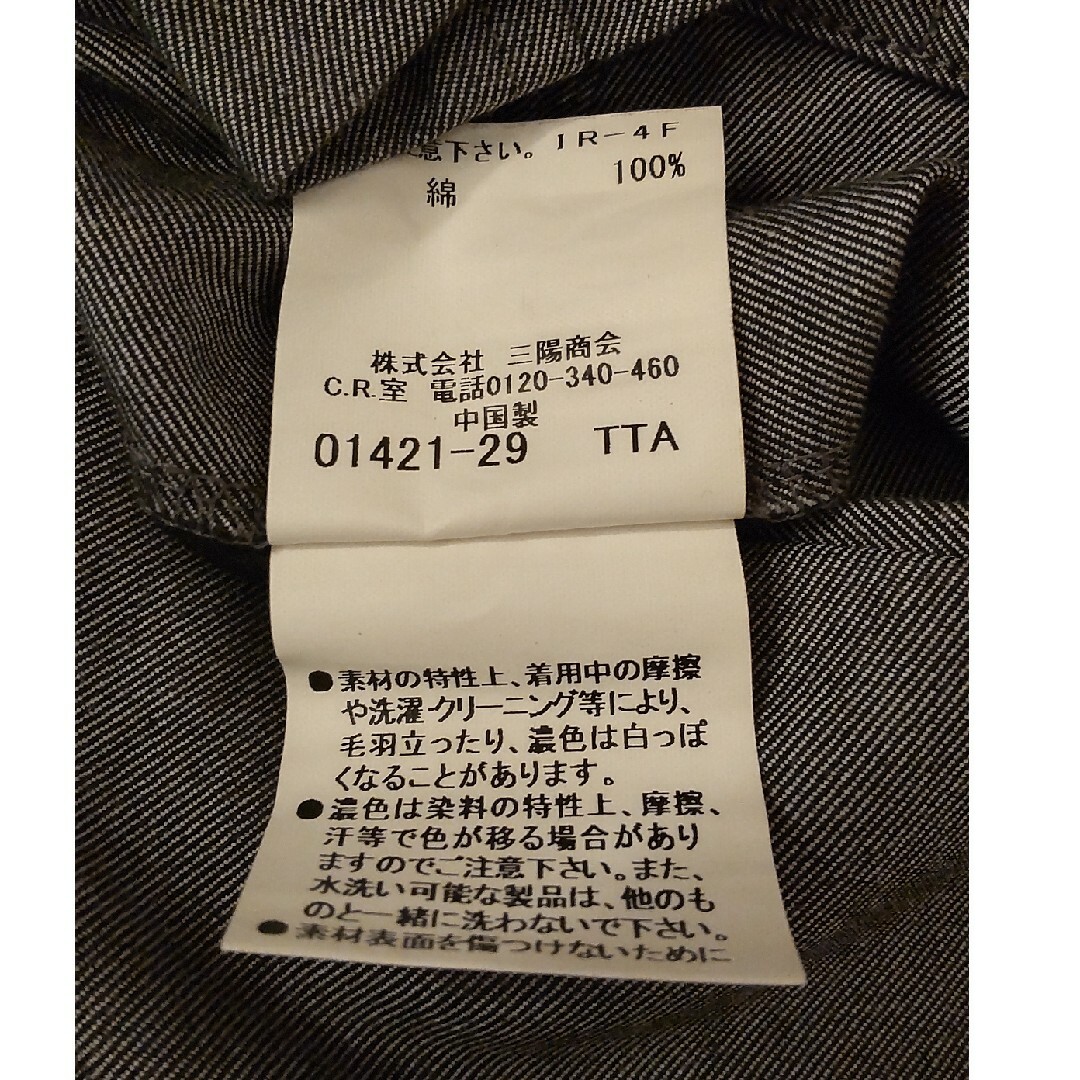 意下さい。JR-4F
綿 100%
株式会社 三陽商会
C.R.室 電話0120-340-460
中国製
01421-29 TTA
●素材の特性上、着用中の摩擦
や洗濯・クリーニング等により、
毛羽立ったり、濃色は白っぽ
くなることがあります。
●濃色は染料の特性上、摩擦、
汗等で色が移る場合があり
ますのでご注意下さい。また、
水洗い可能な製品は、他のも
のと一緒に洗わないで下さい。
●素材表面を傷つけないために